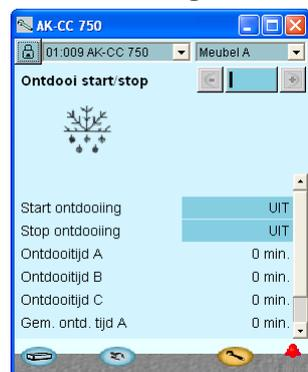 AK-CC 750
01:009 AK-CC 750 Meubel A
Ontdooi start/stop
Start ontdooiing UIT
Stop ontdooiing UIT
Ontdooitijd A 0 min.
Ontdooitijd B 0 min.
Ontdooitijd C 0 min.
Gem. ontd. tijd A 0 min.